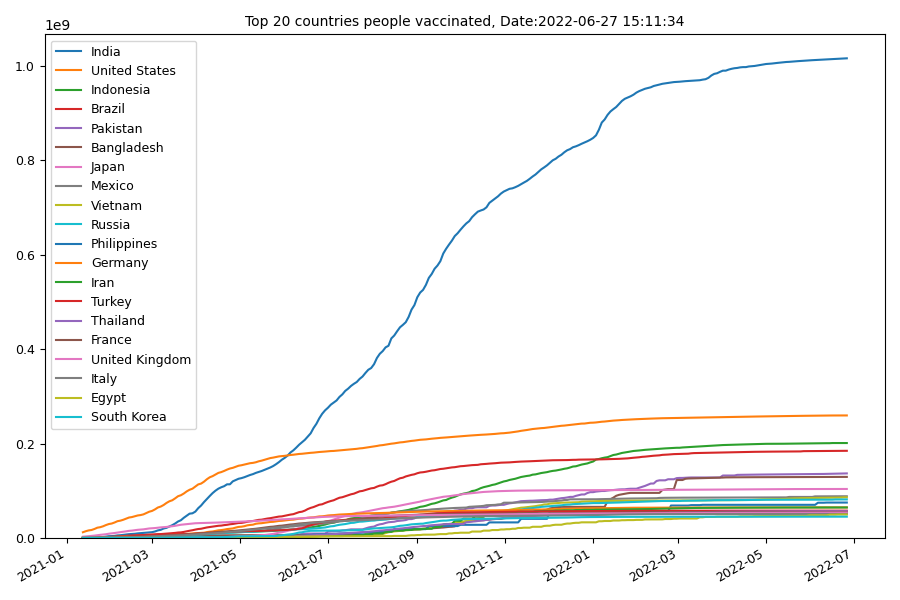 Top 20 countries people vaccinated, Date:2022-06-27 15:11:34
1e9
India
United States
Indonesia
Brazil
Pakistan
Bangladesh
Japan
Mexico
Vietnam
Russia
Philippines
Germany
Iran
Turkey
Thailand
France
United Kingdom
Italy
Egypt
South Korea
1.0
0.8
0.6
0.4
0.2
0.0
2021-01
2021-03
2021-05
2021-07
2021-09
2021-11
2022-01
2022-03
2022-05
2022-07